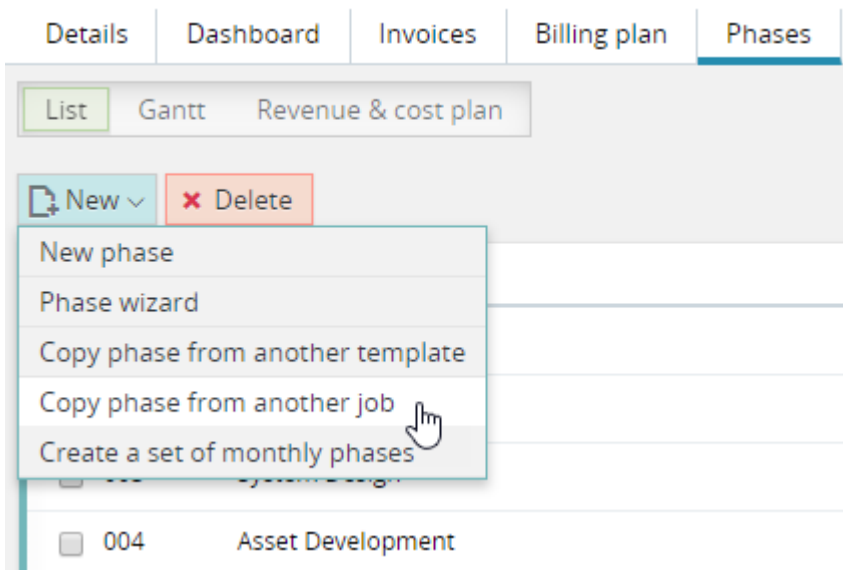 Details Dashboard Invoices Billing plan Phases
List Gantt Revenue & cost plan
New Delete
New phase
Phase wizard
Copy phase from another template
Copy phase from another job
Create a set of monthly phases
004 Asset Development